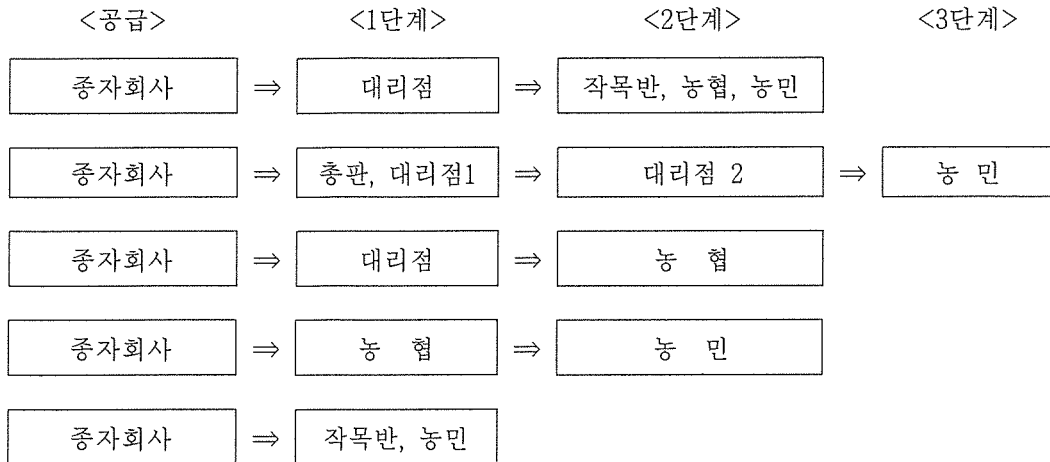 <공급> <1단계> <2단계> <3단계>
종자회사 ⇒ 대리점 ⇒ 작목반, 농협, 농민
종자회사 ⇒ 총판, 대리점1 ⇒ 대리점 2 ⇒ 농 민
종자회사 ⇒ 대리점 ⇒ 농 협
종자회사 ⇒ 농 협 ⇒ 농 민
종자회사 ⇒ 작목반, 농민